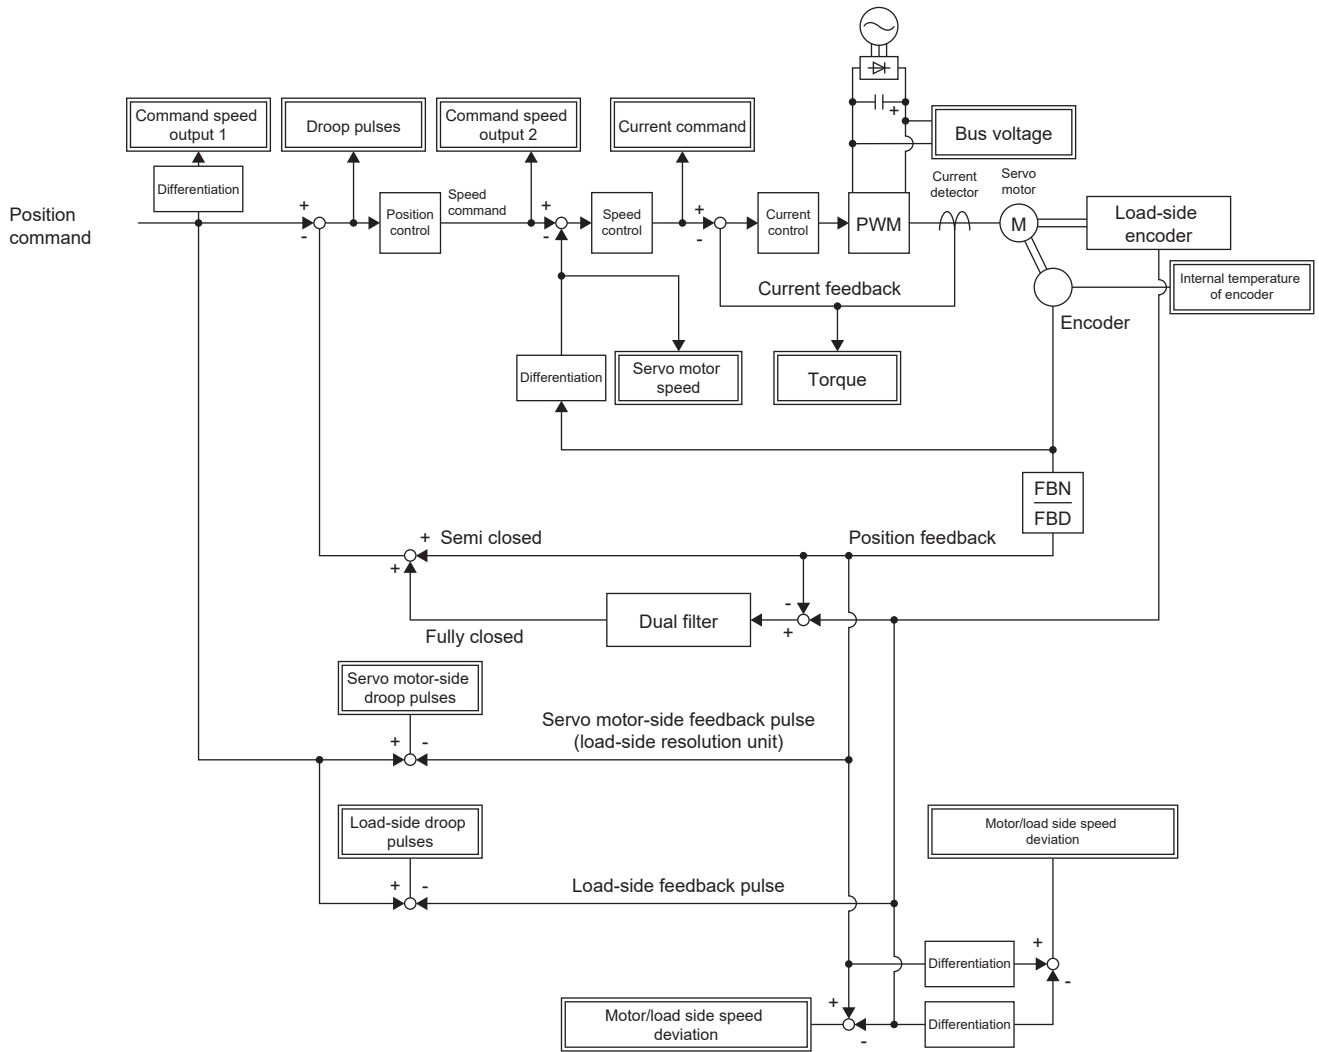 Command speed
output 1
Droop pulses
Command speed
output 2
Current command
+
Bus voltage
Differentiation
Position
command
+
-
Position
control
Speed
command
+
-
Speed
control
+
-
Current
control
PWM
Current
detector
Servo
motor
M
Load-side
encoder
Internal temperature
of encoder
Encoder
Current feedback
Differentiation
Servo motor
speed
Torque
FBN
FBD
+ Semi closed
+
Position feedback
-
+
Dual filter
Fully closed
Servo motor-side
droop pulses
+ -
Servo motor-side feedback pulse
(load-side resolution unit)
Load-side droop
pulses
+ -
Load-side feedback pulse
Motor/load side speed
deviation
Differentiation
+
-
Motor/load side speed
deviation
+
-
Differentiation